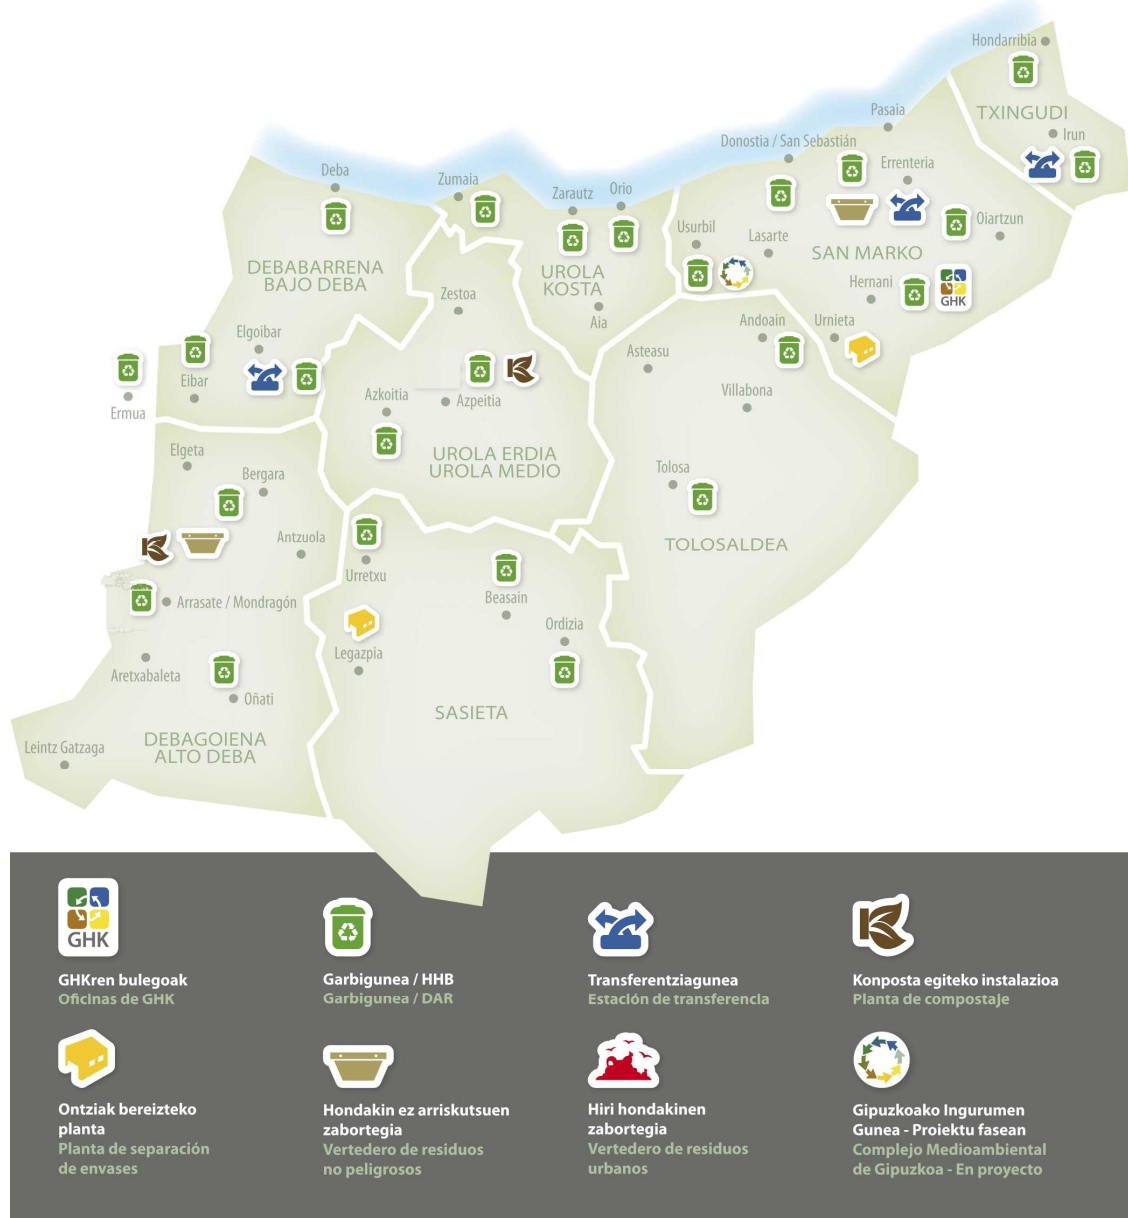 Hondarribia
TXINGUDI
Irun
Pasaia
Donostia / San Sebastián
Errenteria
Deba
Zumaia
Zarautz
Orio
Usurbil
Lasarte
Oiartzun
SAN MARKO
DEBABARRENA
BAJO DEBA
UROLA
KOSTA
Zestoa
Hernani
GHK
Aia
Andoain
Urnieta
Elgoibar
Asteasu
Eibar
Ermua
Villabona
Azkoitia
Azpeitia
Elgeta
Bergara
UROLA ERDIA
UROLA MEDIO
Tolosa
Antzuola
TOLOSALDEA
Urretxu
Beasain
Arrasate / Mondragón
Ordizia
Legazpia
Aretxabaleta
Oñati
SASIETA
DEBAGOIENA
ALTO DEBA
Leintz Gatzaga
GHK
GHKren bulegoak
Oficinas de GHK
Garbigunea / HHB
Garbigunea / DAR
Transferentziagunea
Estación de transferencia
Konposta egiteko instalazioa
Planta de compostaje
Ontziak bereizteko
planta
Planta de separación
de envases
Hondakin ez arriskutsuen
zabortegia
Vertedero de residuos
no peligrosos
Hiri hondakinen
zabortegia
Vertedero de residuos
urbanos
Gipuzkoako Ingurumen
Gunea - Proiektu fasean
Complejo Medioambiental
de Gipuzkoa - En proyecto